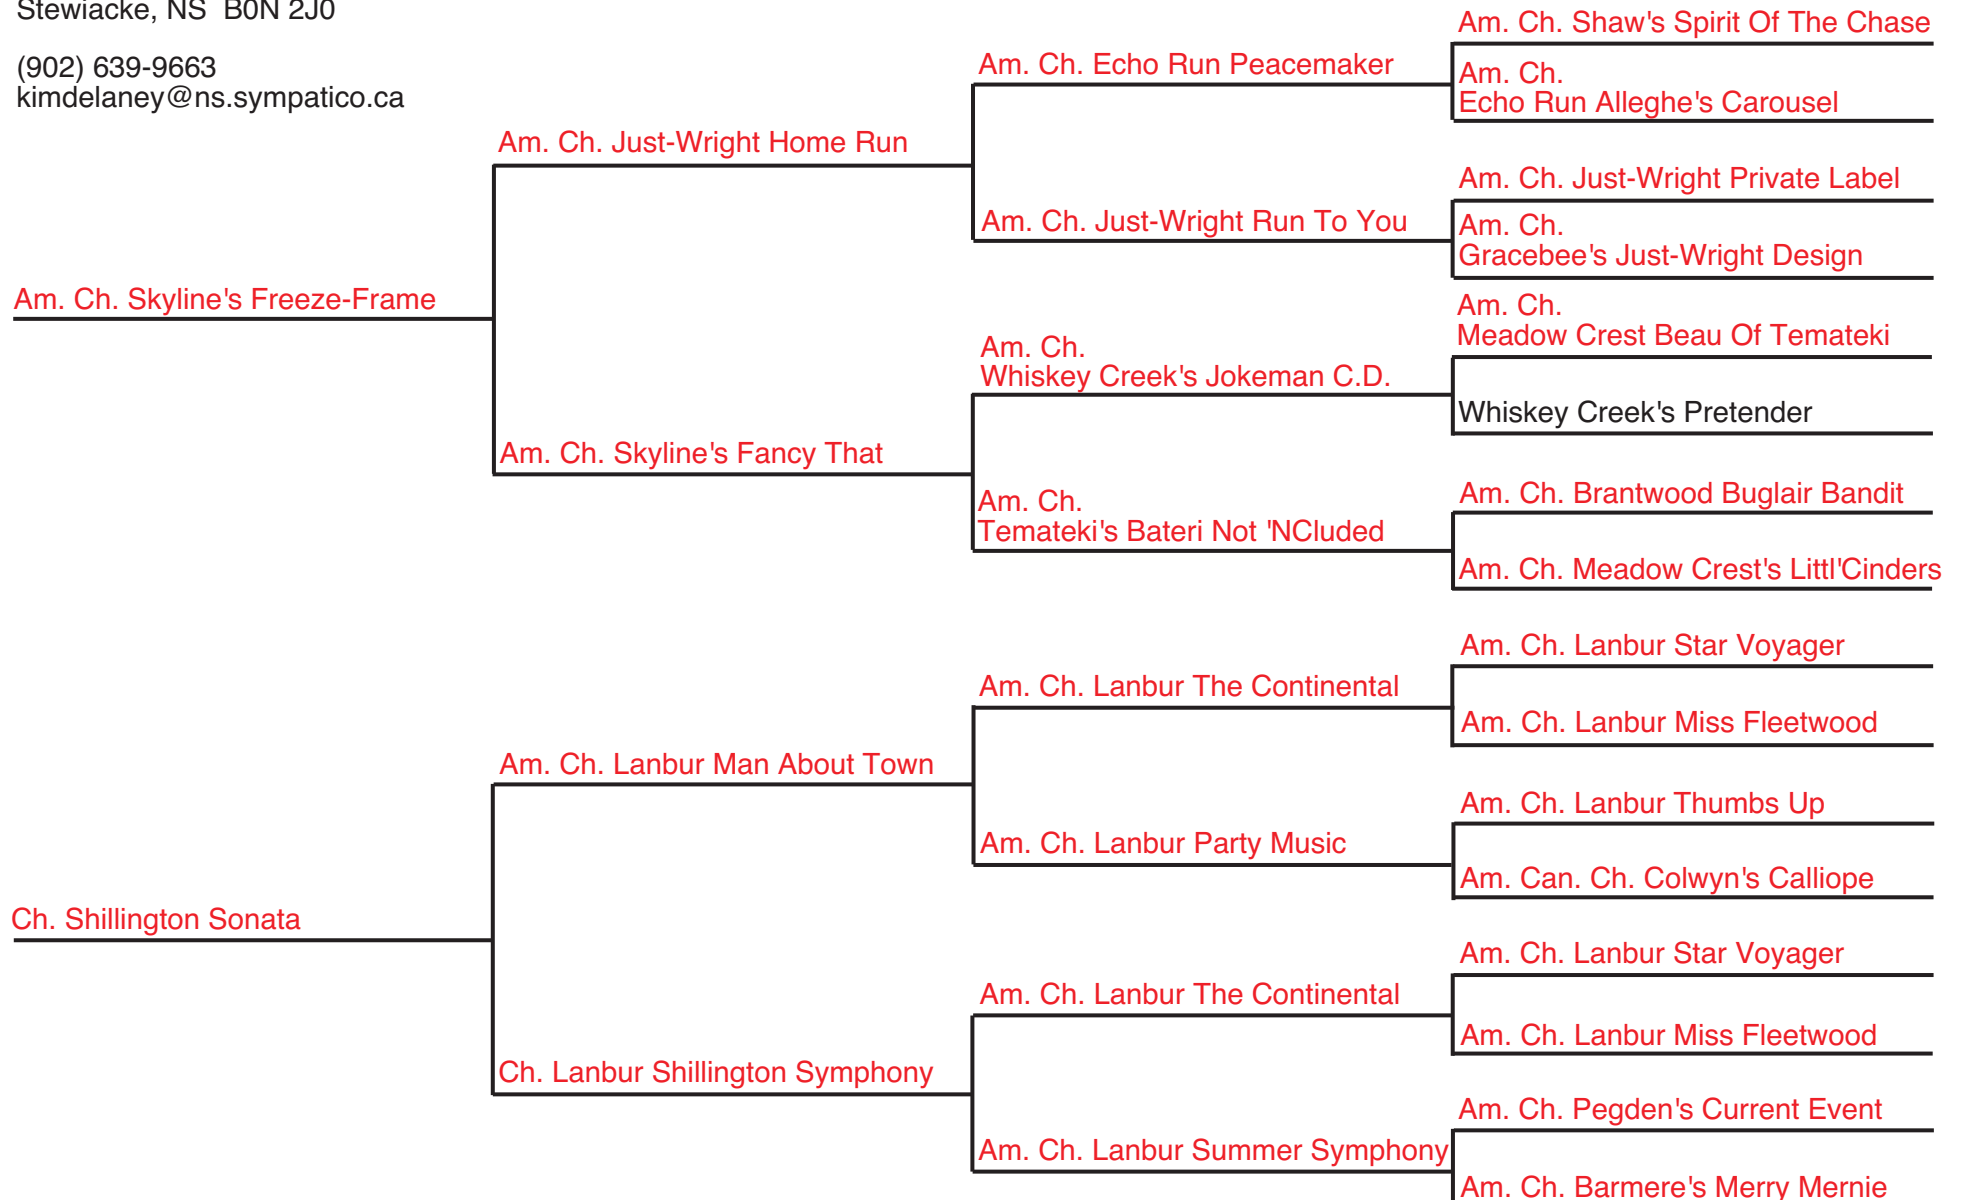 Stewiacke, NS  B0N 2J0
(902) 639-9663
kimdelaney@ns.sympatico.ca
Am. Ch. Skyline's Freeze-Frame
Ch. Shillington Sonata
Am. Ch. Just-Wright Home Run
Am. Ch. Skyline's Fancy That
Am. Ch. Lanbur Man About Town
Ch. Lanbur Shillington Symphony
Am. Ch. Echo Run Peacemaker
Am. Ch. Just-Wright Run To You
Am. Ch.
Whiskey Creek's Jokeman C.D.
Am. Ch.
Temateki's Bateri Not 'NCluded
Am. Ch. Lanbur The Continental
Am. Ch. Lanbur Party Music
Am. Ch. Lanbur The Continental
Am. Ch. Lanbur Summer Symphony
Am. Ch. Shaw's Spirit Of The Chase
Am. Ch.
Echo Run Alleghe's Carousel
Am. Ch. Just-Wright Private Label
Am. Ch.
Gracebee's Just-Wright Design
Am. Ch.
Meadow Crest Beau Of Temateki
Whiskey Creek's Pretender
Am. Ch. Brantwood Buglair Bandit
Am. Ch. Meadow Crest's Littl'Cinders
Am. Ch. Lanbur Star Voyager
Am. Ch. Lanbur Miss Fleetwood
Am. Ch. Lanbur Thumbs Up
Am. Can. Ch. Colwyn's Calliope
Am. Ch. Lanbur Star Voyager
Am. Ch. Lanbur Miss Fleetwood
Am. Ch. Pegden's Current Event
Am. Ch. Barmere's Merry Mernie